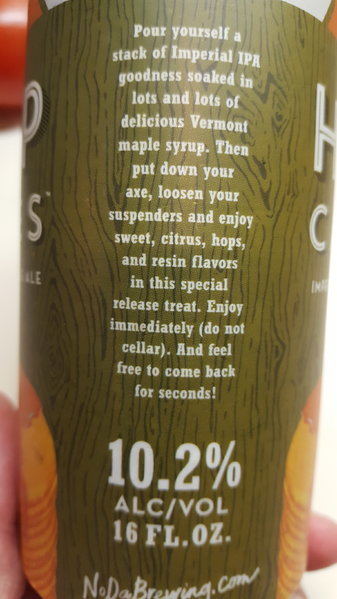 Pour yourself a
stack of Imperial IPA
goodness soaked in
lots and lots of
delicious Vermont
maple syrup. Then
put down your
axe, loosen your
suspenders and enjoy
sweet, citrus, hops,
and resin flavors
in this special
release treat. Enjoy
immediately (do not
cellar). And feel
free to come back
for seconds!
10.2%
ALC/VOL
16 FL.OZ.
NoDaBrewing.com
P
S™
ALE
H
C
IMP